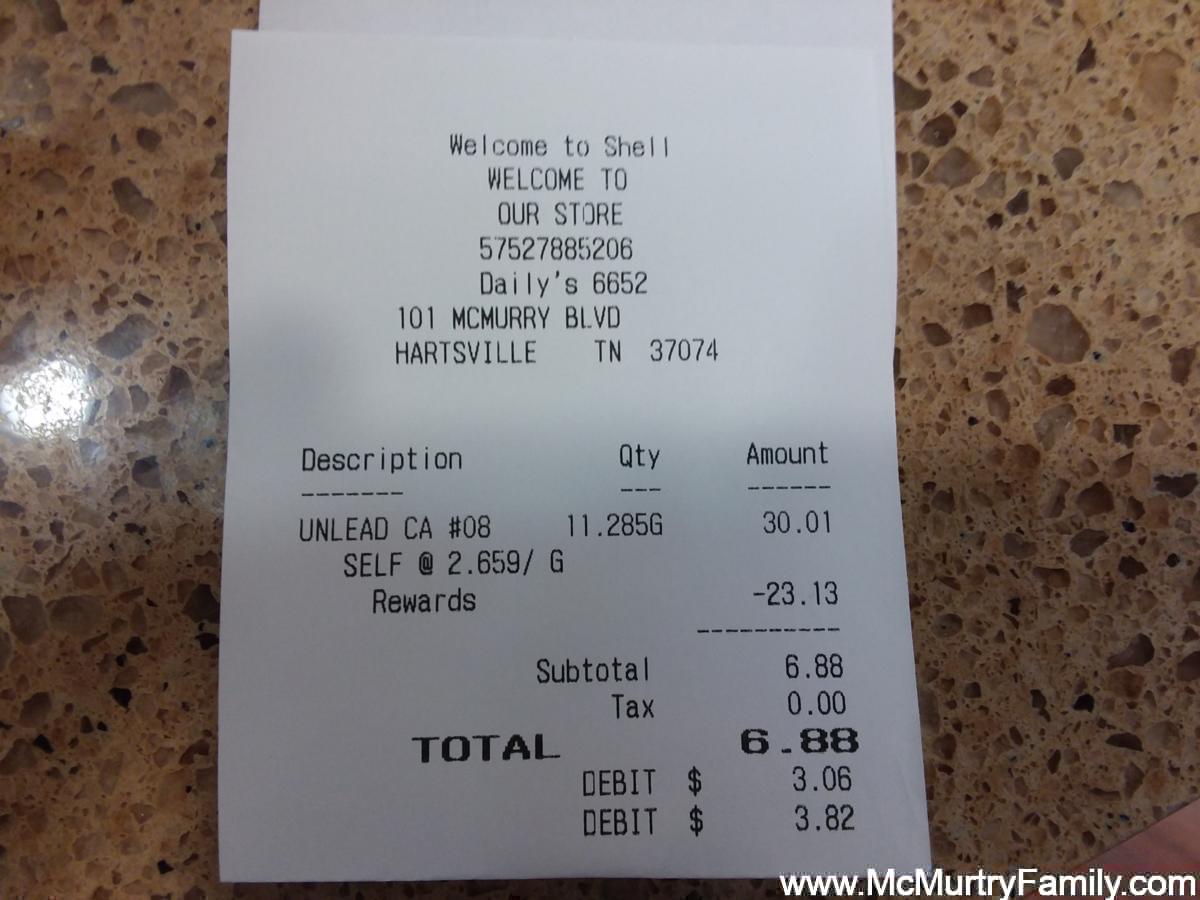 Welcome to Shell
WELCOME TO
OUR STORE
57527885206
Daily's 6652
101 MCMURRY BLVD
HARTSVILLE TN 37074
Description Qty Amount
------- --- ------
UNLEAD CA #08 11.285G 30.01
SELF @ 2.659/ G
Rewards -23.13
----------
Subtotal 6.88
Tax 0.00
TOTAL 6.88
DEBIT $ 3.06
DEBIT $ 3.82
www.McMurtryFamily.com